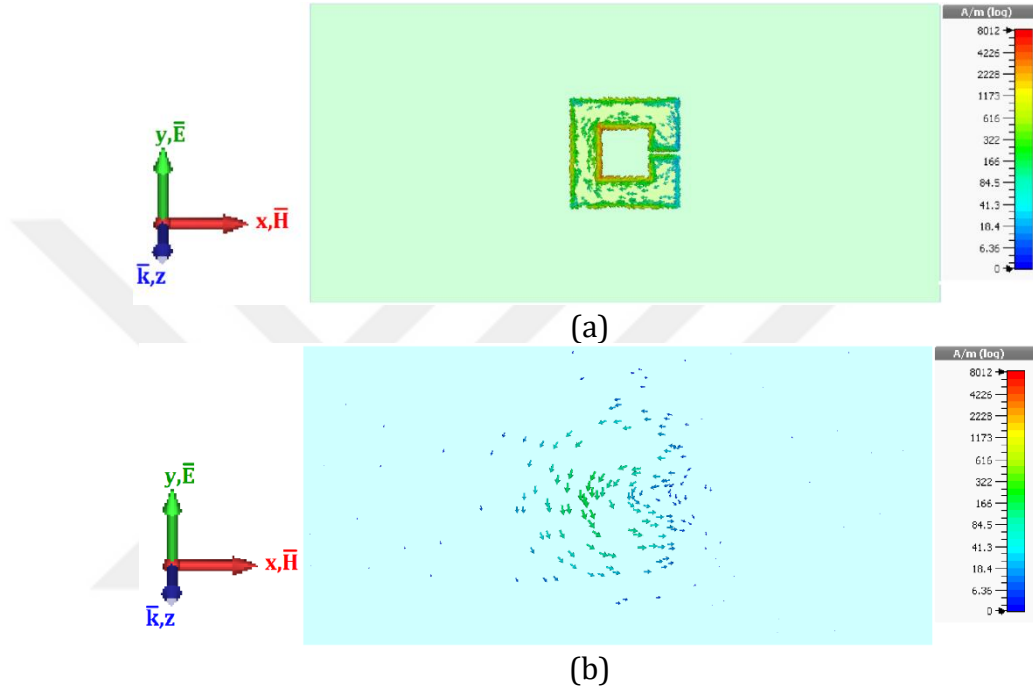 A/m (log)
8012
4226
2228
1173
616
322
166
84.5
41.3
18.4
6.36
0
y,E̅
x,H̅
k̅,z
(a)
A/m (log)
8012
4226
2228
1173
616
322
166
84.5
41.3
18.4
6.36
0
y,E̅
x,H̅
k̅,z
(b)